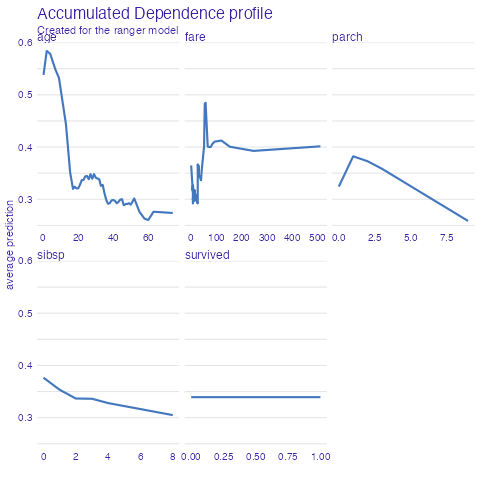 Accumulated Dependence profile
Created for the ranger model
age fare parch
0.6
0.5
0.4
0.3
0 20 40 60
0 100 200 300 400 500
0.0 2.5 5.0 7.5
average prediction
sibsp survived
0.6
0.5
0.4
0.3
0 2 4 6 8
0.00 0.25 0.50 0.75 1.00